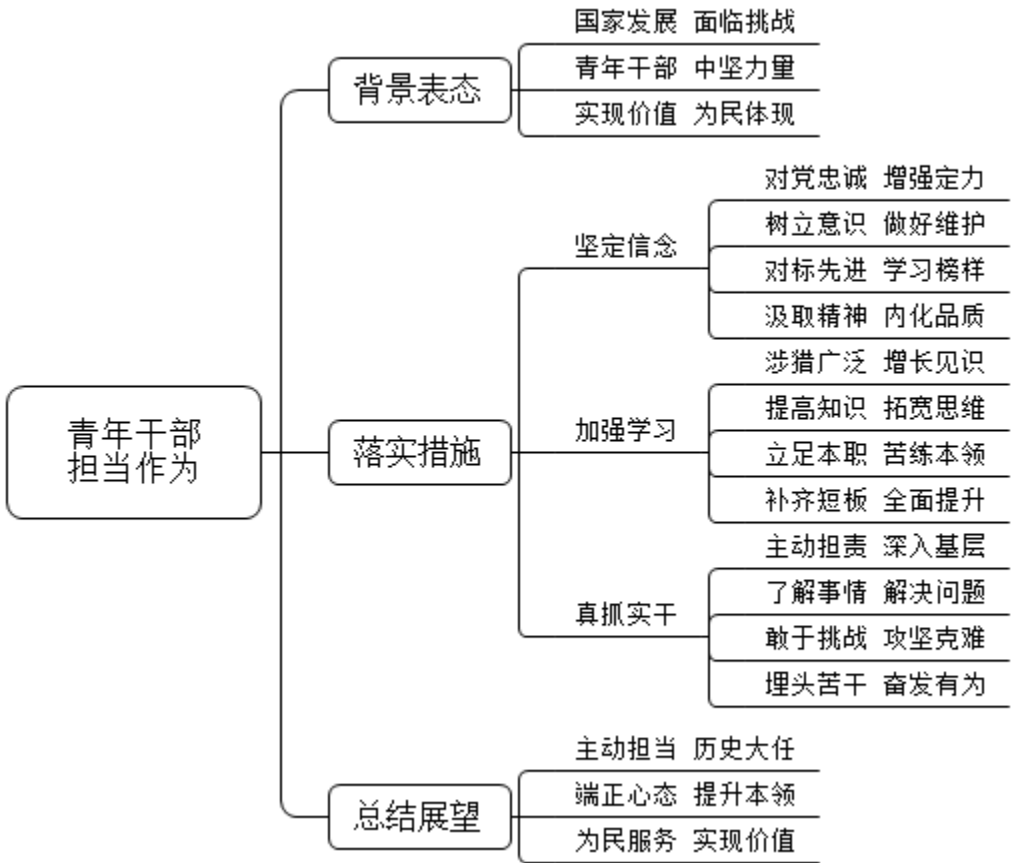 青年干部
担当作为
背景表态
国家发展 面临挑战
青年干部 中坚力量
实现价值 为民体现
落实措施
坚定信念
对党忠诚 增强定力
树立意识 做好维护
对标先进 学习榜样
汲取精神 内化品质
加强学习
涉猎广泛 增长见识
提高知识 拓宽思维
立足本职 苦练本领
补齐短板 全面提升
真抓实干
主动担责 深入基层
了解事情 解决问题
敢于挑战 攻坚克难
埋头苦干 奋发有为
总结展望
主动担当 历史大任
端正心态 提升本领
为民服务 实现价值